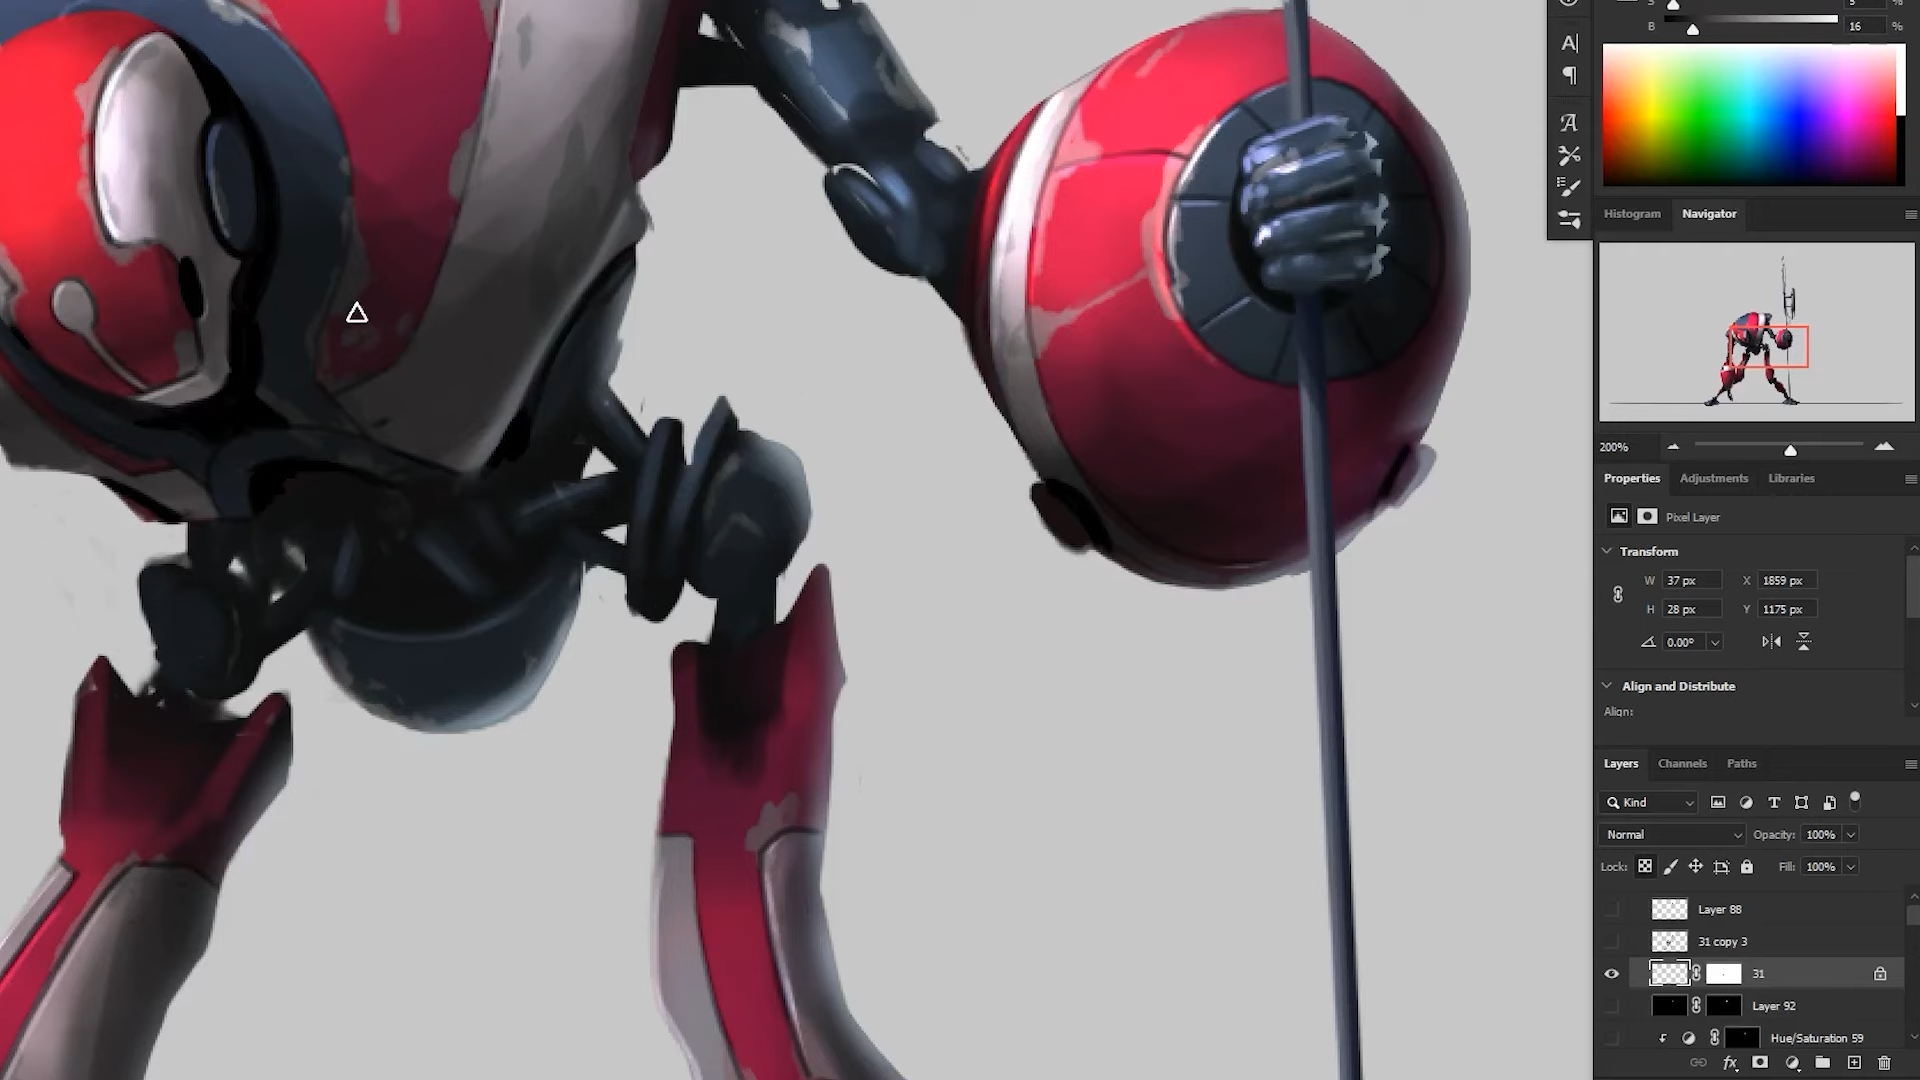 S 5 %
B 16 %
Histogram Navigator
200%
Properties Adjustments Libraries
Pixel Layer
Transform
W 37 px X 1859 px
H 28 px Y 1175 px
0.00°
Align and Distribute
Align:
Layers Channels Paths
Kind
Normal Opacity: 100%
Lock: Fill: 100%
Layer 88
31 copy 3
31
Layer 92
Hue/Saturation 59
fx